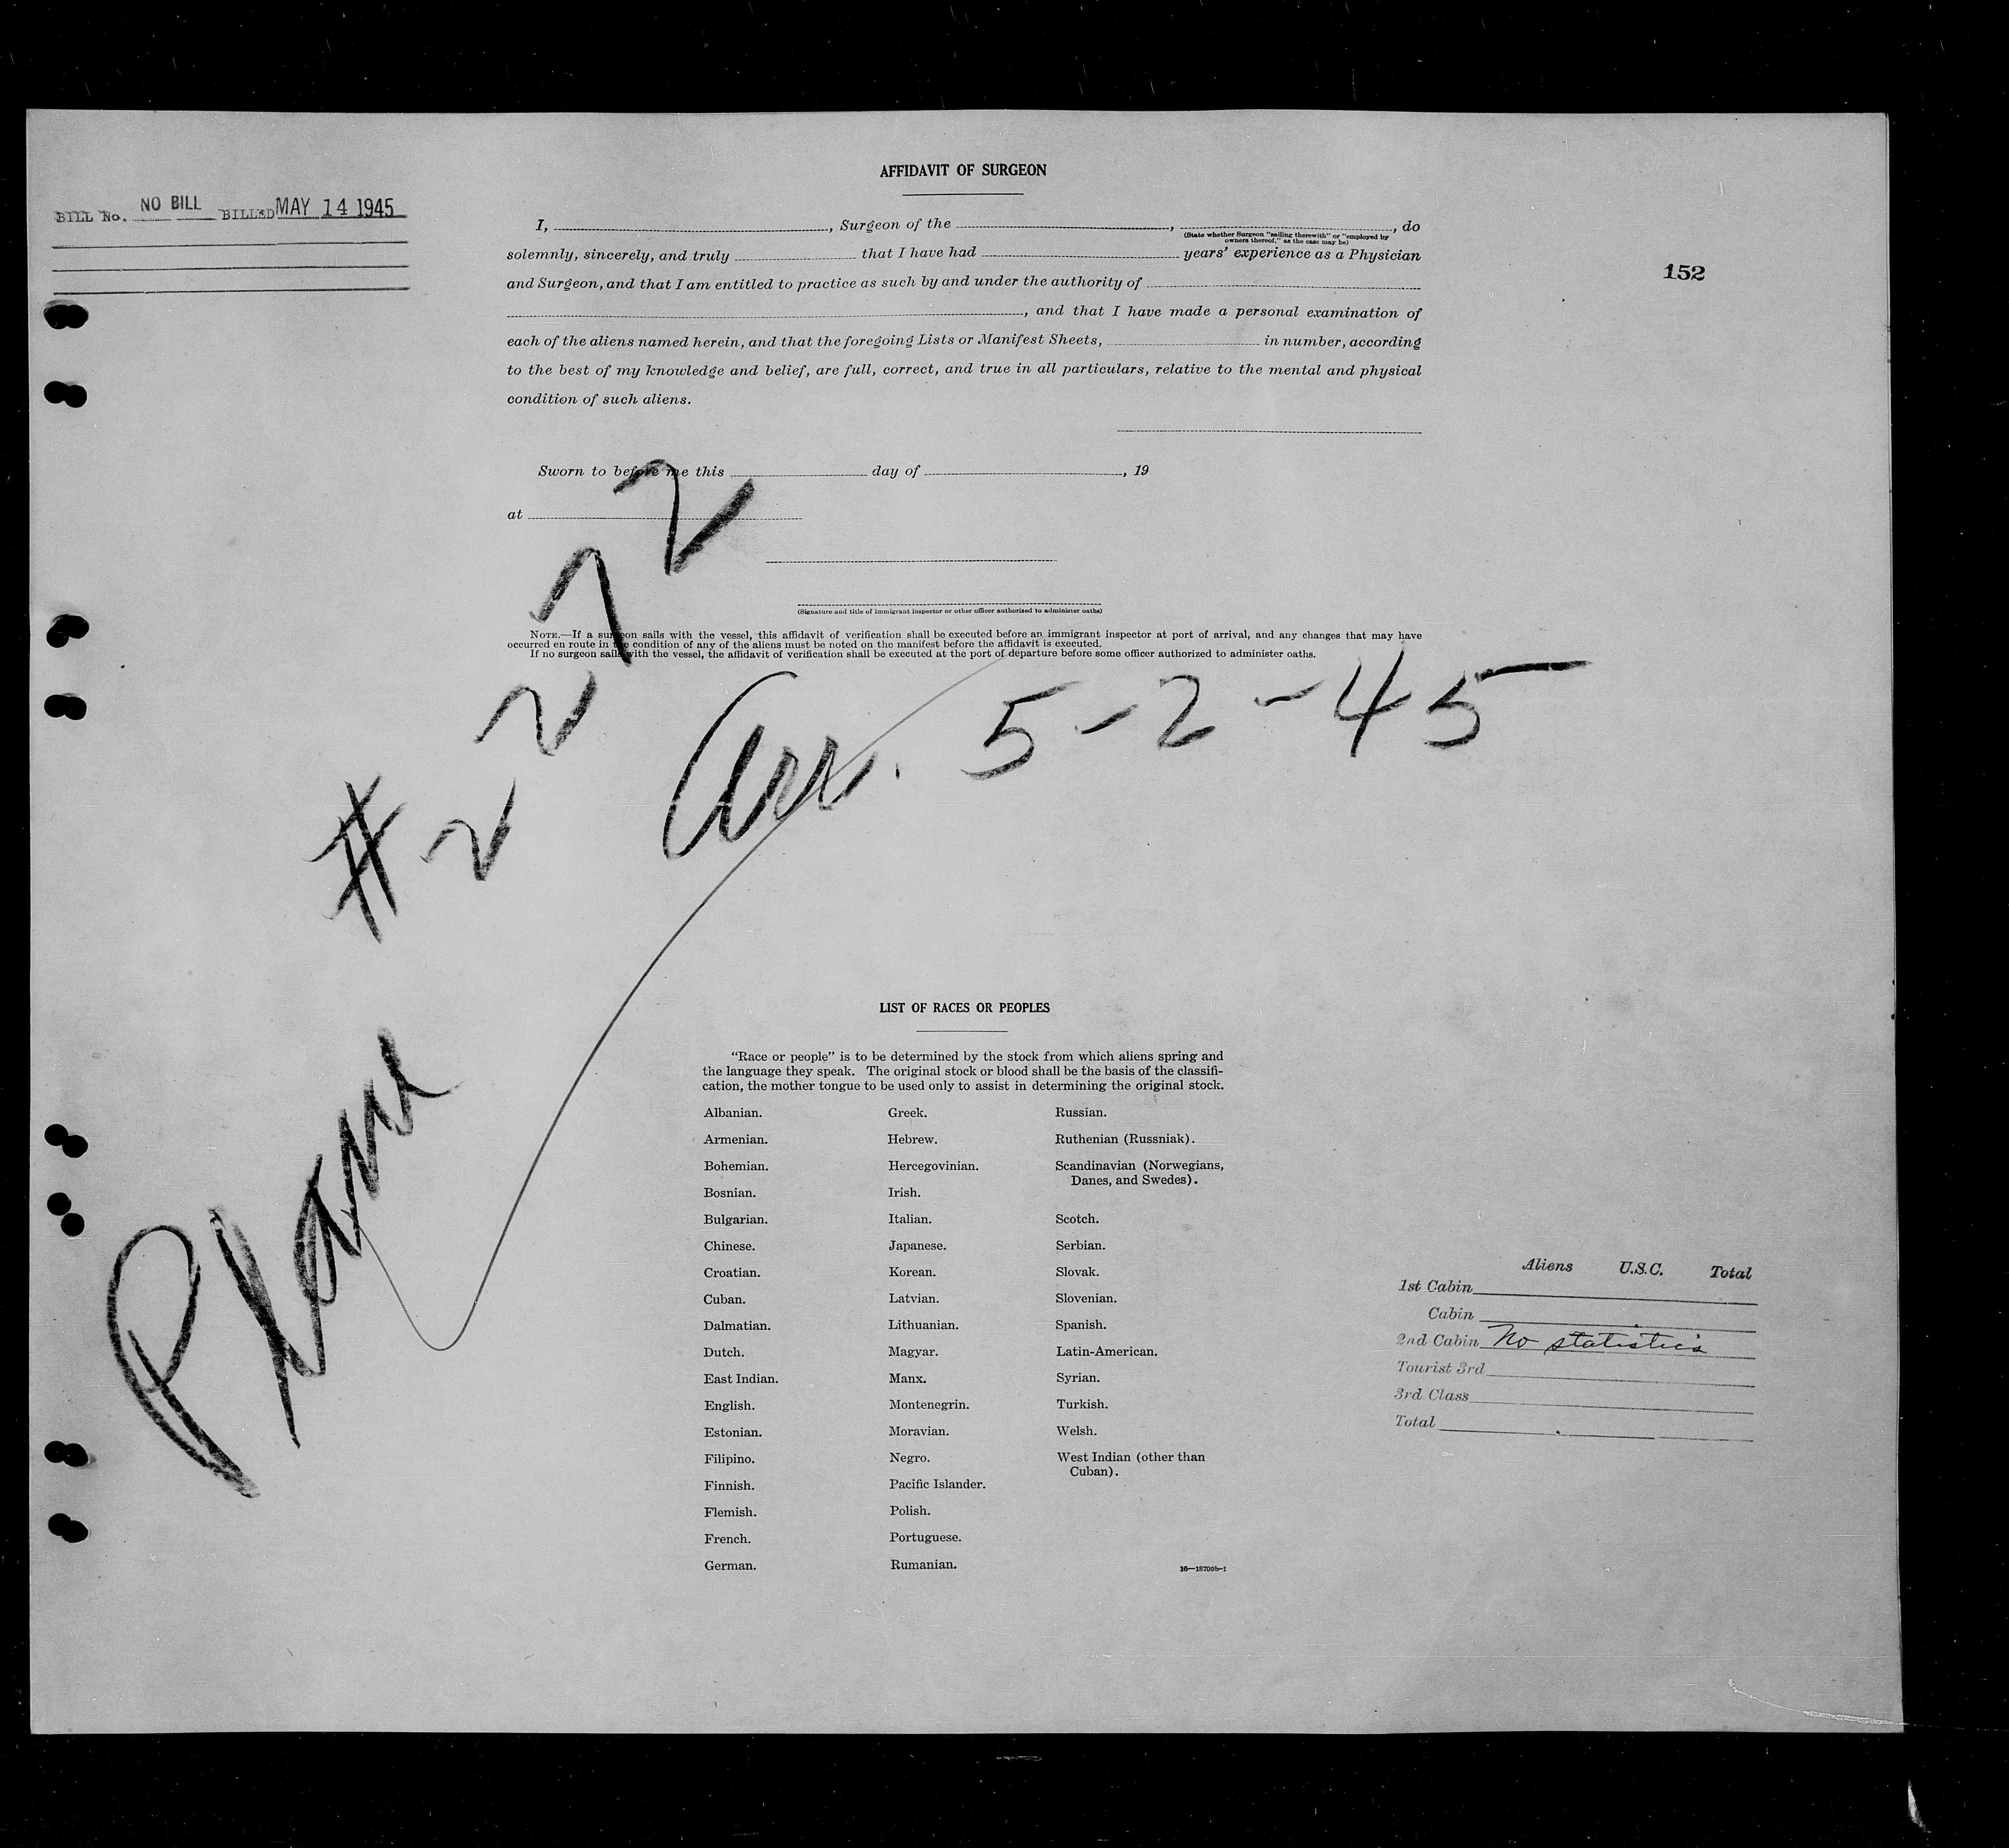 AFFIDAVIT OF SURGEON
BILL No. NO BILL BILLED MAY 14 1945
I, , Surgeon of the , , do
(State whether Surgeon "sailing therewith" or "employed by
owners thereof," as the case may be)
solemnly, sincerely, and truly that I have had years' experience as a Physician
and Surgeon, and that I am entitled to practice as such by and under the authority of
, and that I have made a personal examination of
each of the aliens named herein, and that the foregoing Lists or Manifest Sheets, in number, according
to the best of my knowledge and belief, are full, correct, and true in all particulars, relative to the mental and physical
condition of such aliens.
152
Sworn to before me this day of , 19
at
(Signature and title of immigrant inspector or other officer authorized to administer oaths)
NOTE.—If a surgeon sails with the vessel, this affidavit of verification shall be executed before an immigrant inspector at port of arrival, and any changes that may have
occurred en route in the condition of any of the aliens must be noted on the manifest before the affidavit is executed.
If no surgeon sails with the vessel, the affidavit of verification shall be executed at the port of departure before some officer authorized to administer oaths.
Plane # 2272
Arr. 5-2-45
LIST OF RACES OR PEOPLES
"Race or people" is to be determined by the stock from which aliens spring and
the language they speak. The original stock or blood shall be the basis of the classifi-
cation, the mother tongue to be used only to assist in determining the original stock.
Albanian.
Armenian.
Bohemian.
Bosnian.
Bulgarian.
Chinese.
Croatian.
Cuban.
Dalmatian.
Dutch.
East Indian.
English.
Estonian.
Filipino.
Finnish.
Flemish.
French.
German.
Greek.
Hebrew.
Hercegovinian.
Irish.
Italian.
Japanese.
Korean.
Latvian.
Lithuanian.
Magyar.
Manx.
Montenegrin.
Moravian.
Negro.
Pacific Islander.
Polish.
Portuguese.
Rumanian.
Russian.
Ruthenian (Russniak).
Scandinavian (Norwegians,
Danes, and Swedes).
Scotch.
Serbian.
Slovak.
Slovenian.
Spanish.
Latin-American.
Syrian.
Turkish.
Welsh.
West Indian (other than
Cuban).
16—18709b-1
Aliens U.S.C. Total
1st Cabin
Cabin
2nd Cabin No statistics
Tourist 3rd
3rd Class
Total